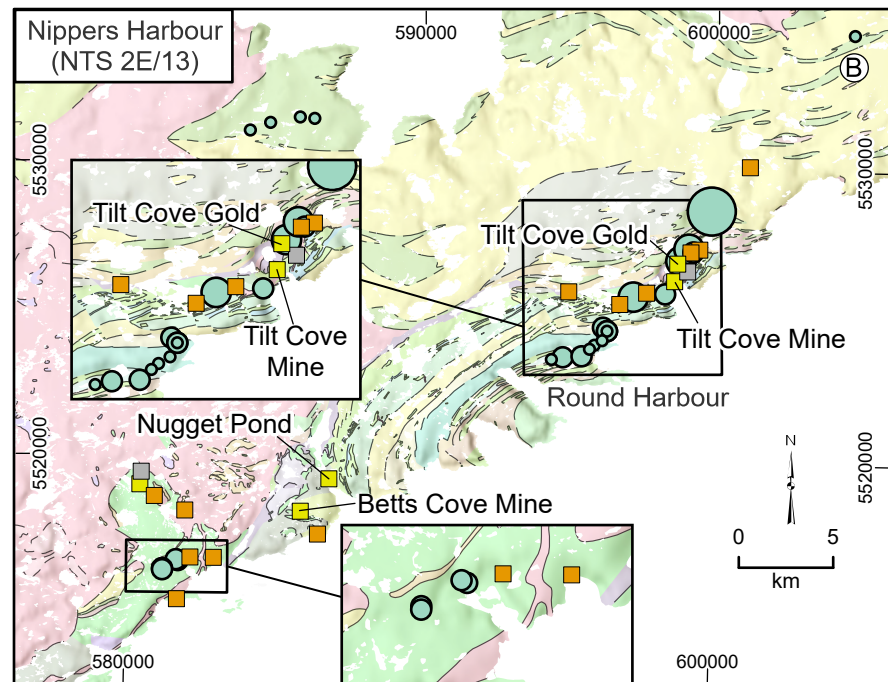 Nippers Harbour
(NTS 2E/13)
590000
600000
B
5530000
5530000
Tilt Cove Gold
Tilt Cove Gold
Tilt Cove
Mine
Tilt Cove Mine
Round Harbour
Nugget Pond
5520000
5520000
Betts Cove Mine
N
0
5
km
580000
600000